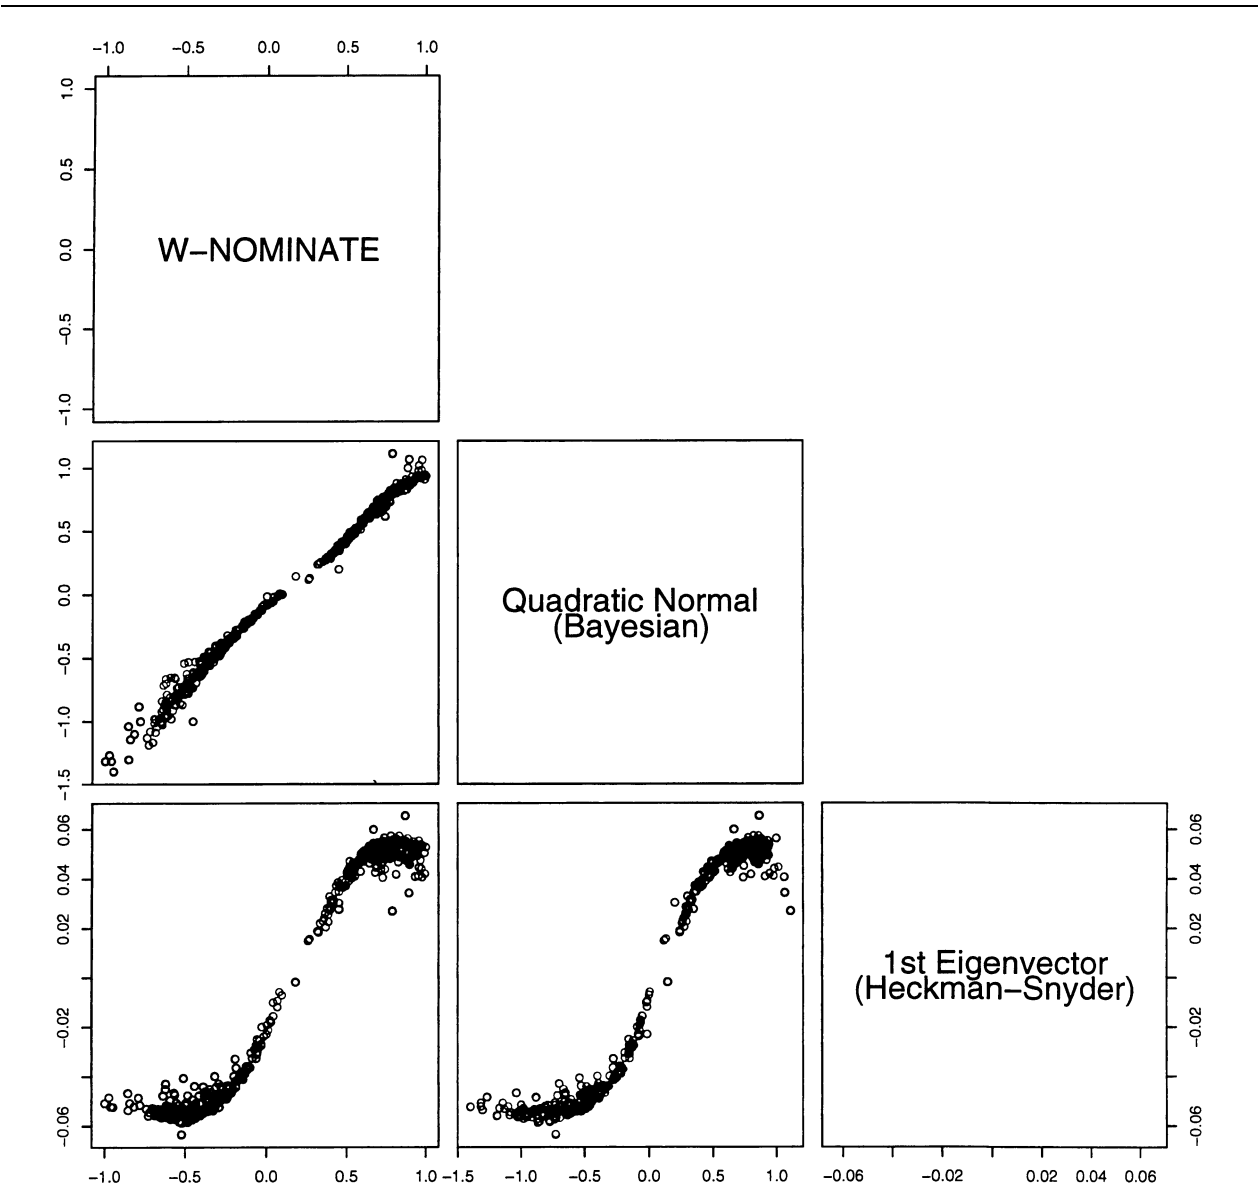 −1.0 −0.5 0.0 0.5 1.0
1.0
0.5
0.0
−0.5
−1.0
W−NOMINATE
1.0
0.5
0.0
−0.5
−1.0
−1.5
Quadratic Normal
(Bayesian)
0.06
0.04
0.02
−0.02
−0.06
1st Eigenvector
(Heckman−Snyder)
0.06
0.04
0.02
−0.02
−0.06
−1.0 −0.5 0.0 0.5 1.0
−1.5 −1.0 −0.5 0.0 0.5 1.0
−0.06 −0.02 0.02 0.04 0.06